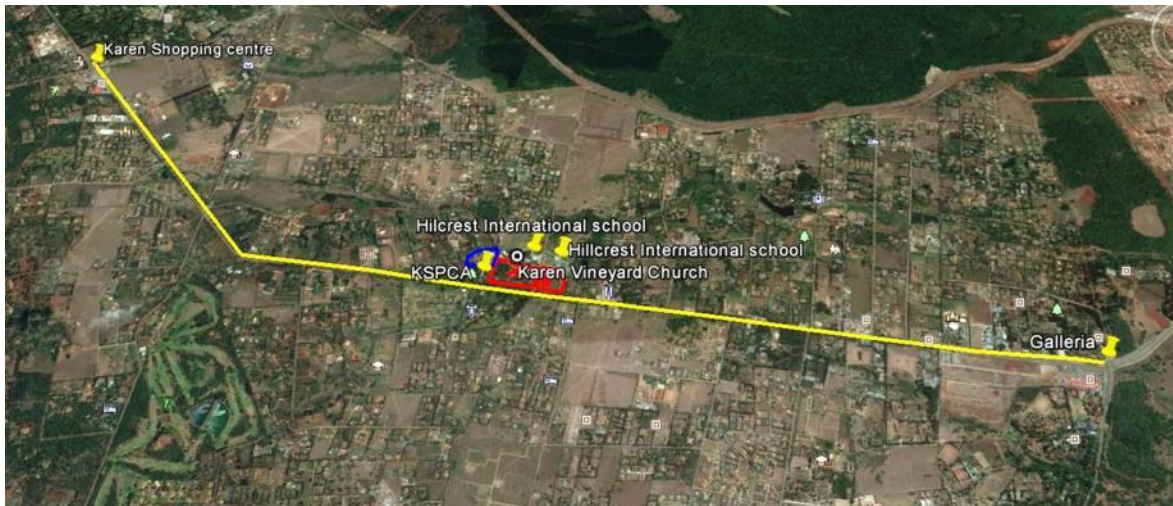 Karen Shopping centre
Hilcrest International school
Hillcrest International school
KSPCA
Karen Vineyard Church
Galleria